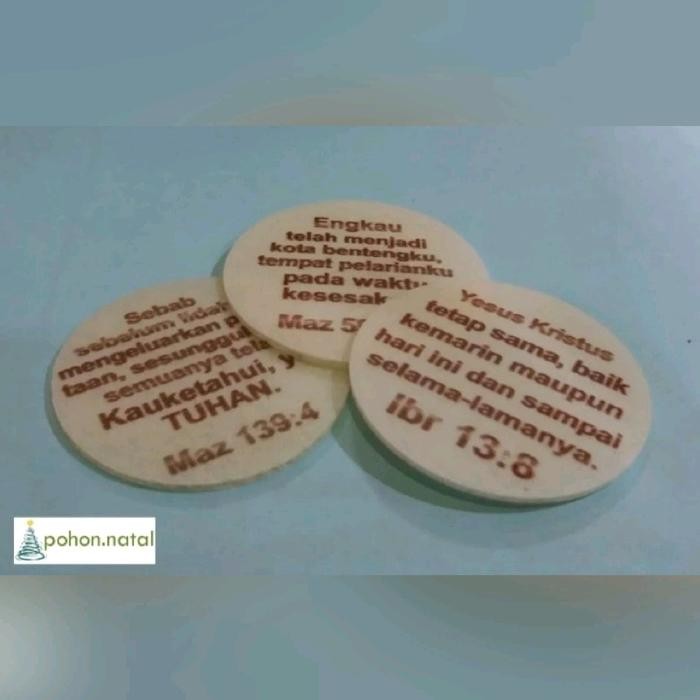 Engkau
telah menjadi
kota bentengku,
tempat pelarianku
pada waktu
Maz
Sebab
sebelum
mengeluarkan
taan,
semuanya
Kauketahui,
TUHAN.
Maz 139:4
Yesus Kristus
tetap sama, baik
kemarin maupun
hari ini dan sampai
selama-lamanya.
Ibr 13:8
pohon.natal